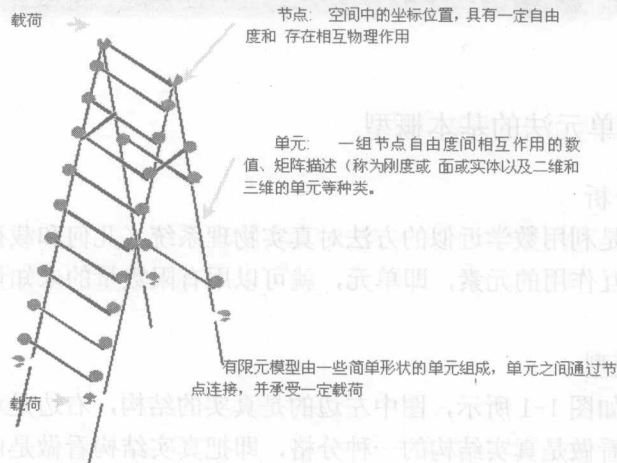 载荷
节点: 空间中的坐标位置，具有一定自由
度和 存在相互物理作用
单元: 一组节点自由度间相互作用的数
值、矩阵描述（称为刚度或 面或实体以及二维和
三维的单元等种类。
有限元模型由一些简单形状的单元组成，单元之间通过节
点连接，并承受一定载荷
载荷